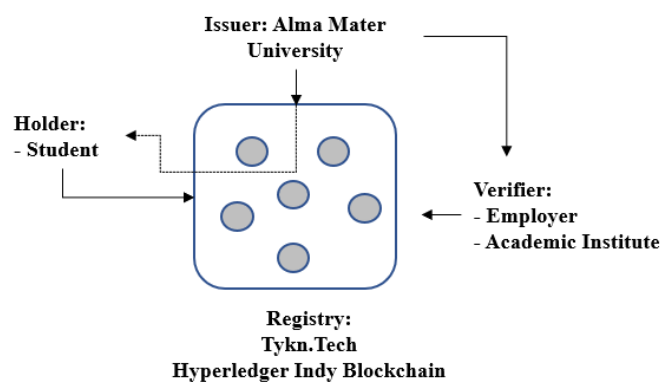 Issuer: Alma Mater
University
Holder:
- Student
Verifier:
- Employer
- Academic Institute
Registry:
Tykn.Tech
Hyperledger Indy Blockchain